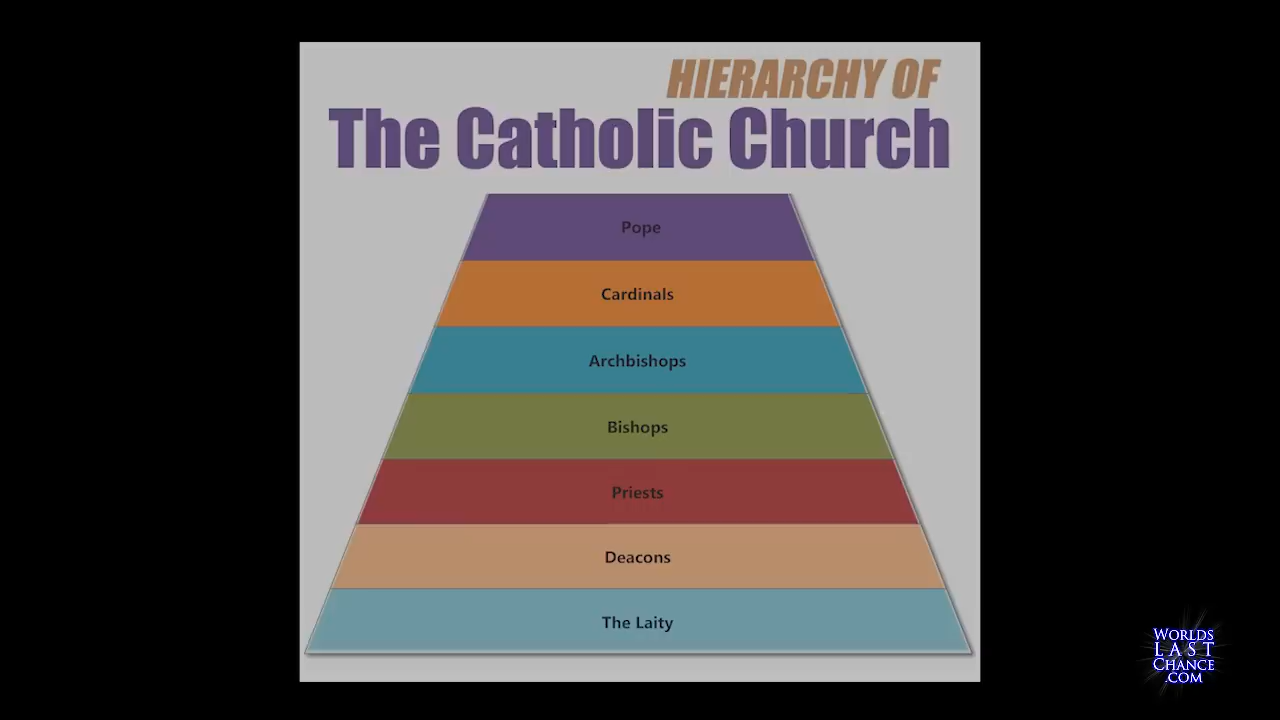 HIERARCHY OF
The Catholic Church
Pope
Cardinals
Archbishops
Bishops
Priests
Deacons
The Laity
WORLDS
LAST
CHANCE
.COM